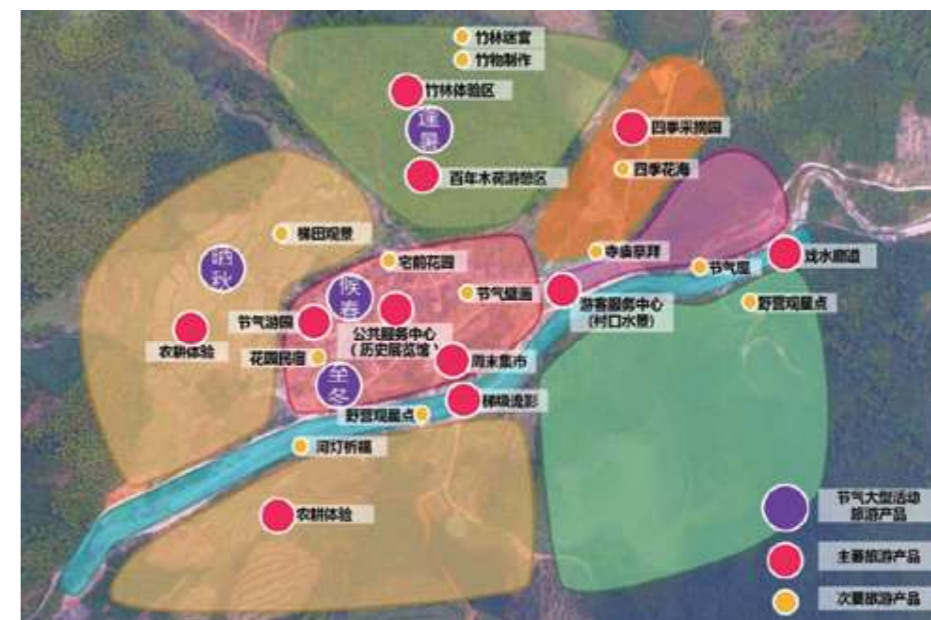 竹林迷宫
竹物制作
竹林体验区
逢暑
百年木荷游憩区
四季采摘园
四季花海
梯田观景
晒秋
宅前花园
候春
节气壁画
寺庙祭拜
节气屋
戏水廊道
野营观星点
游客服务中心
(村口水景)
节气游园
公共服务中心
(历史展览馆)
农耕体验
花园民宿
至冬
周末集市
梯级流彩
野营观星点
河灯祈福
农耕体验
节气大型活动
旅游产品
主要旅游产品
次要旅游产品